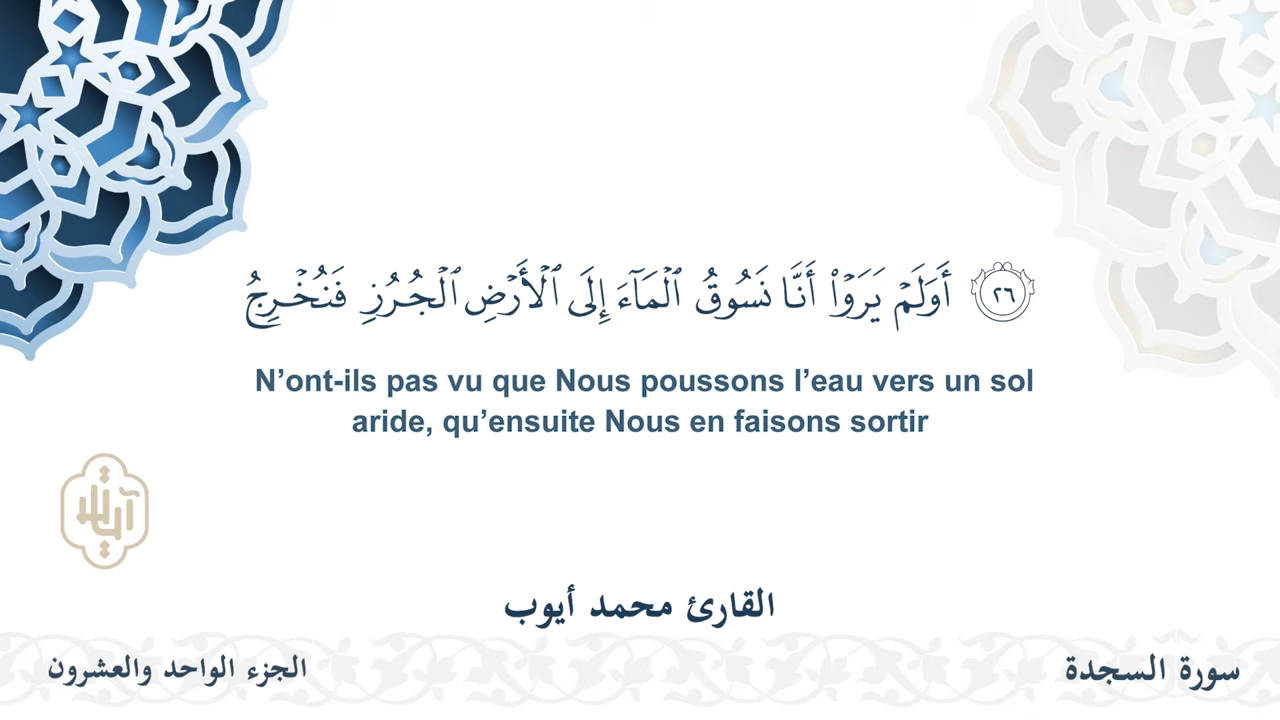 ٢٦ أَوَلَمْ يَرَوْا۟ أَنَّا نَسُوقُ ٱلْمَآءَ إِلَى ٱلْأَرْضِ ٱلْجُرُزِ فَنُخْرِجُ
N’ont-ils pas vu que Nous poussons l’eau vers un sol
aride, qu’ensuite Nous en faisons sortir
القارئ محمد أيوب
سورة السجدة
الجزء الواحد والعشرون